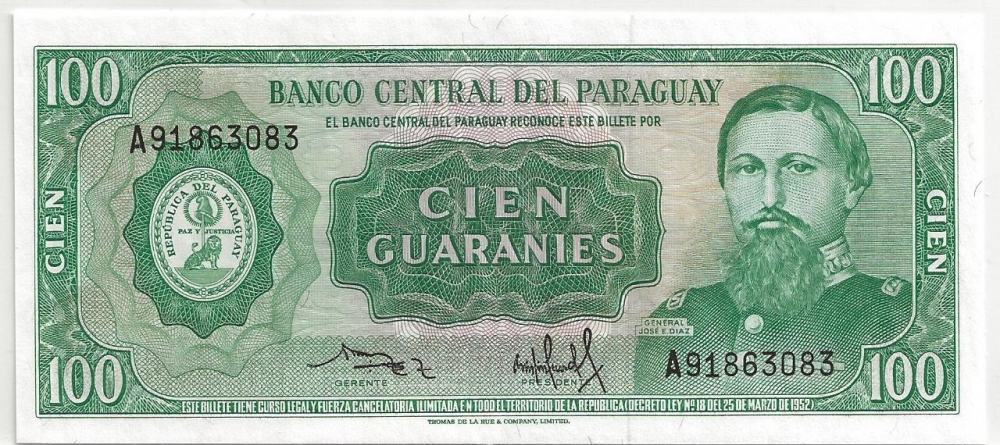 100
100
BANCO CENTRAL DEL PARAGUAY
EL BANCO CENTRAL DEL PARAGUAY RECONOCE ESTE BILLETE POR
A91863083
REPÚBLICA DEL PARAGUAY
PAZ Y JUSTICIA
CIEN
CIEN
GUARANIES
CIEN
GENERAL
JOSE E. DIAZ
GERENTE
PRESIDENTE
A91863083
100
100
ESTE BILLETE TIENE CURSO LEGAL Y FUERZA CANCELATORIA ILIMITADA EN TODO EL TERRITORIO DE LA REPUBLICA (DECRETO LEY Nº 18 DEL 25 DE MARZO DE 1952)
THOMAS DE LA RUE & COMPANY, LIMITED.